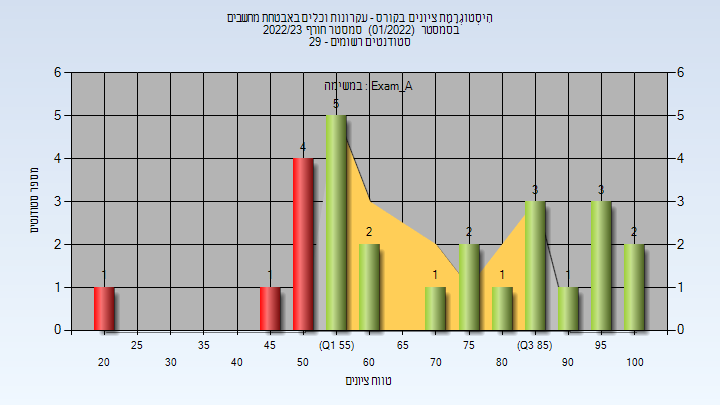 היסטוגרמת ציונים בקורס - עקרונות וכלים באבטחת מחשבים
בסמסטר (01/2022) סמסטר חורף 2022/23
סטודנטים רשומים - 29
במשימה : Exam_A
מספר סטודנטים
6 6
5 5
4 4
3 3
2 2
1 1
0 0
1 1 4 5 2 1 2 1 3 1 3 2
25 35 45 (Q1 55) 65 75 (Q3 85) 95
20 30 40 50 60 70 80 90 100
טווח ציונים